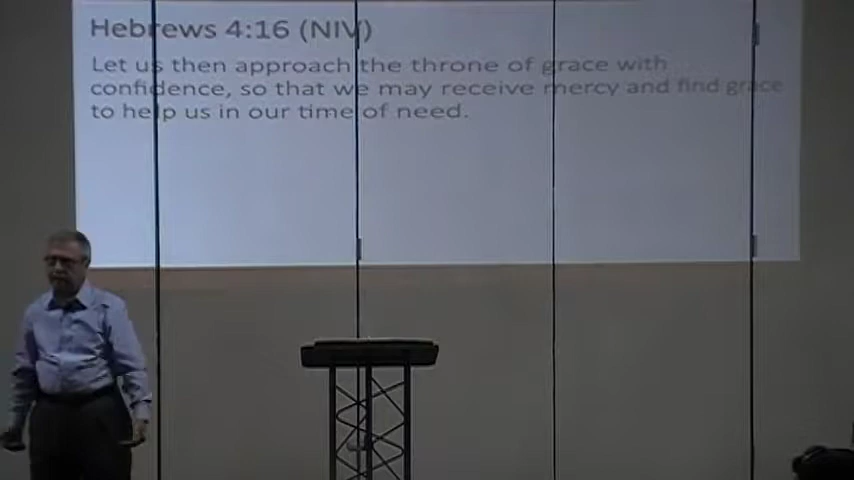 Hebrews 4:16 (NIV)
Let us then approach the throne of grace with
confidence, so that we may receive mercy and find grace
to help us in our time of need.